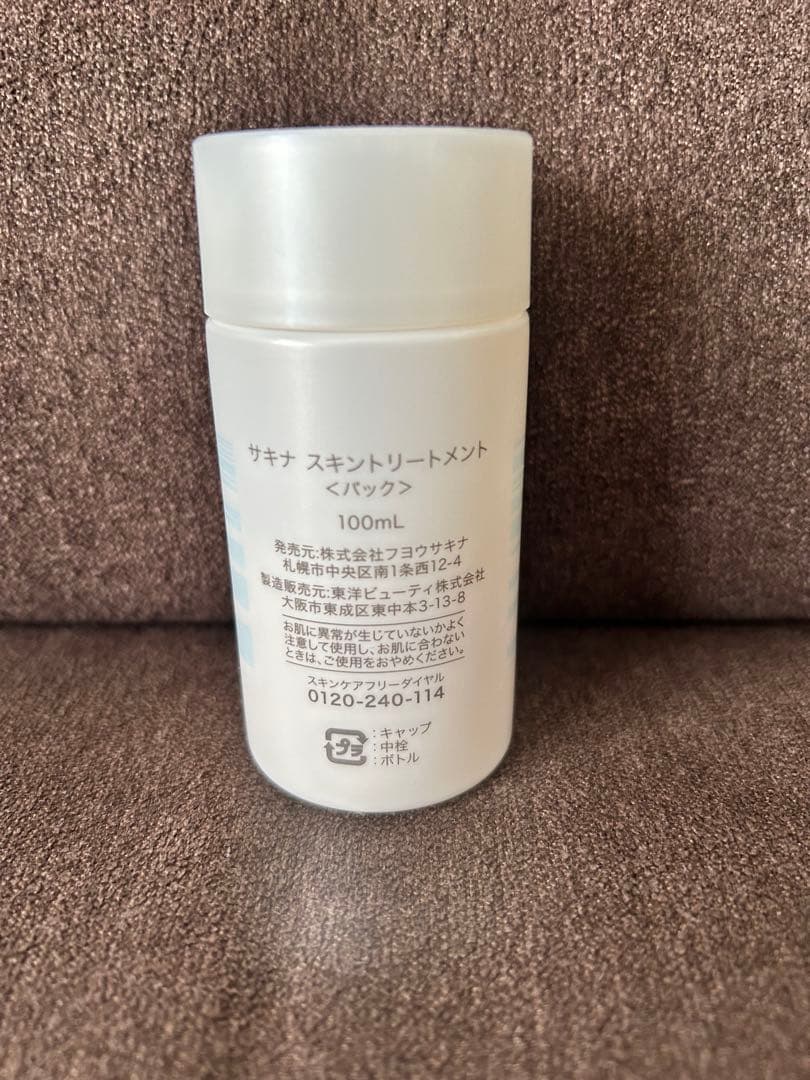 サキナ スキントリートメント
<パック>
100mL
発売元:株式会社フヨウサキナ
札幌市中央区南1条西12-4
製造販売元:東洋ビューティ株式会社
大阪市東成区東中本3-13-8
お肌に異常が生じていないかよく
注意して使用し、お肌に合わない
ときは、ご使用をおやめください。
スキンケアフリーダイヤル
0120-240-114
:キャップ
プラ :中栓
:ボトル